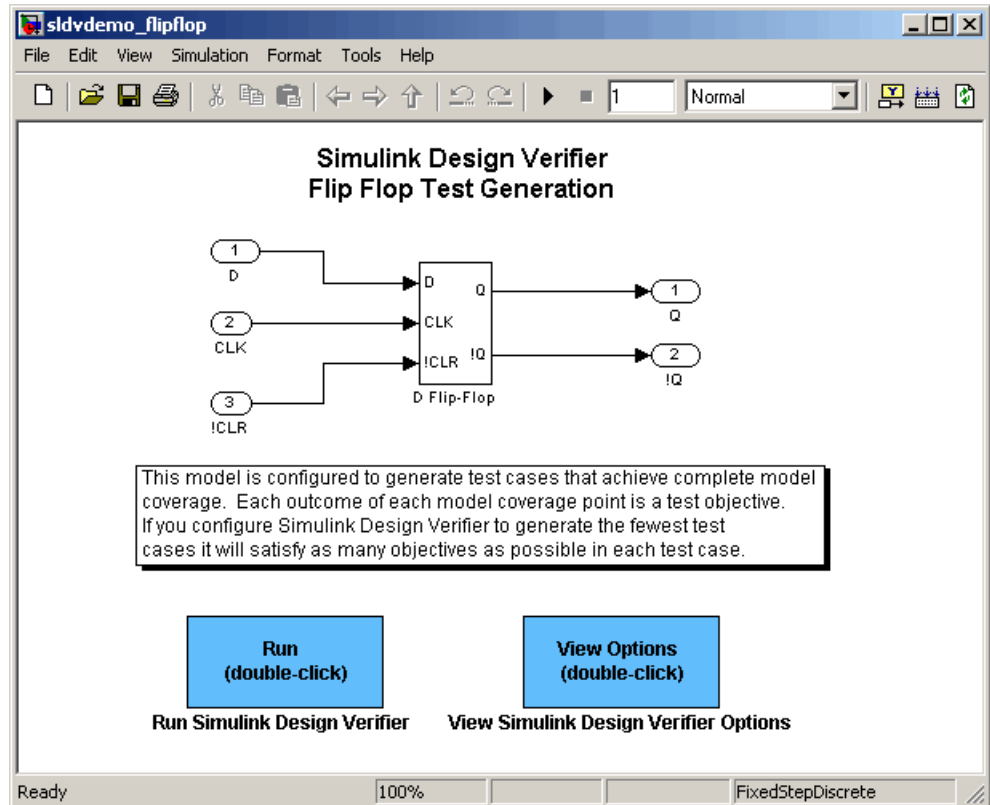 sldvdemo_flipflop
File Edit View Simulation Format Tools Help
1 Normal
Simulink Design Verifier
Flip Flop Test Generation
1
D
2
CLK
3
!CLR
D Q
CLK
!CLR !Q
D Flip-Flop
1
Q
2
!Q
This model is configured to generate test cases that achieve complete model
coverage. Each outcome of each model coverage point is a test objective.
If you configure Simulink Design Verifier to generate the fewest test
cases it will satisfy as many objectives as possible in each test case.
Run
(double-click)
Run Simulink Design Verifier
View Options
(double-click)
View Simulink Design Verifier Options
Ready 100% FixedStepDiscrete